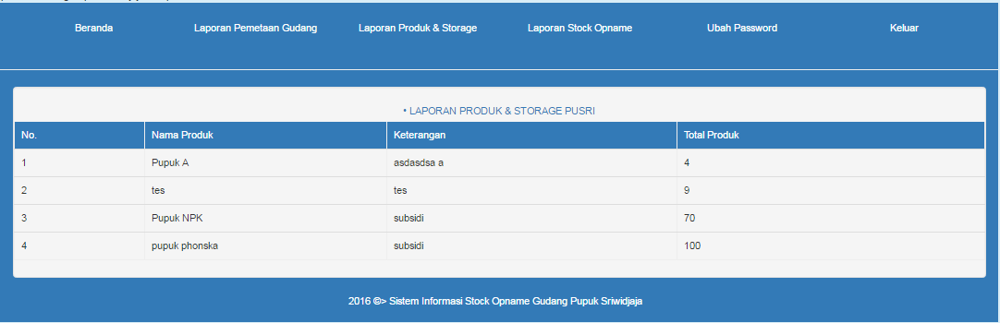 Beranda Laporan Pemetaan Gudang Laporan Produk & Storage Laporan Stock Opname Ubah Password Keluar
• LAPORAN PRODUK & STORAGE PUSRI
No. Nama Produk Keterangan Total Produk
1 Pupuk A asdasdsa a 4
2 tes tes 9
3 Pupuk NPK subsidi 70
4 pupuk phonska subsidi 100
2016 ©> Sistem Informasi Stock Opname Gudang Pupuk Sriwidjaja